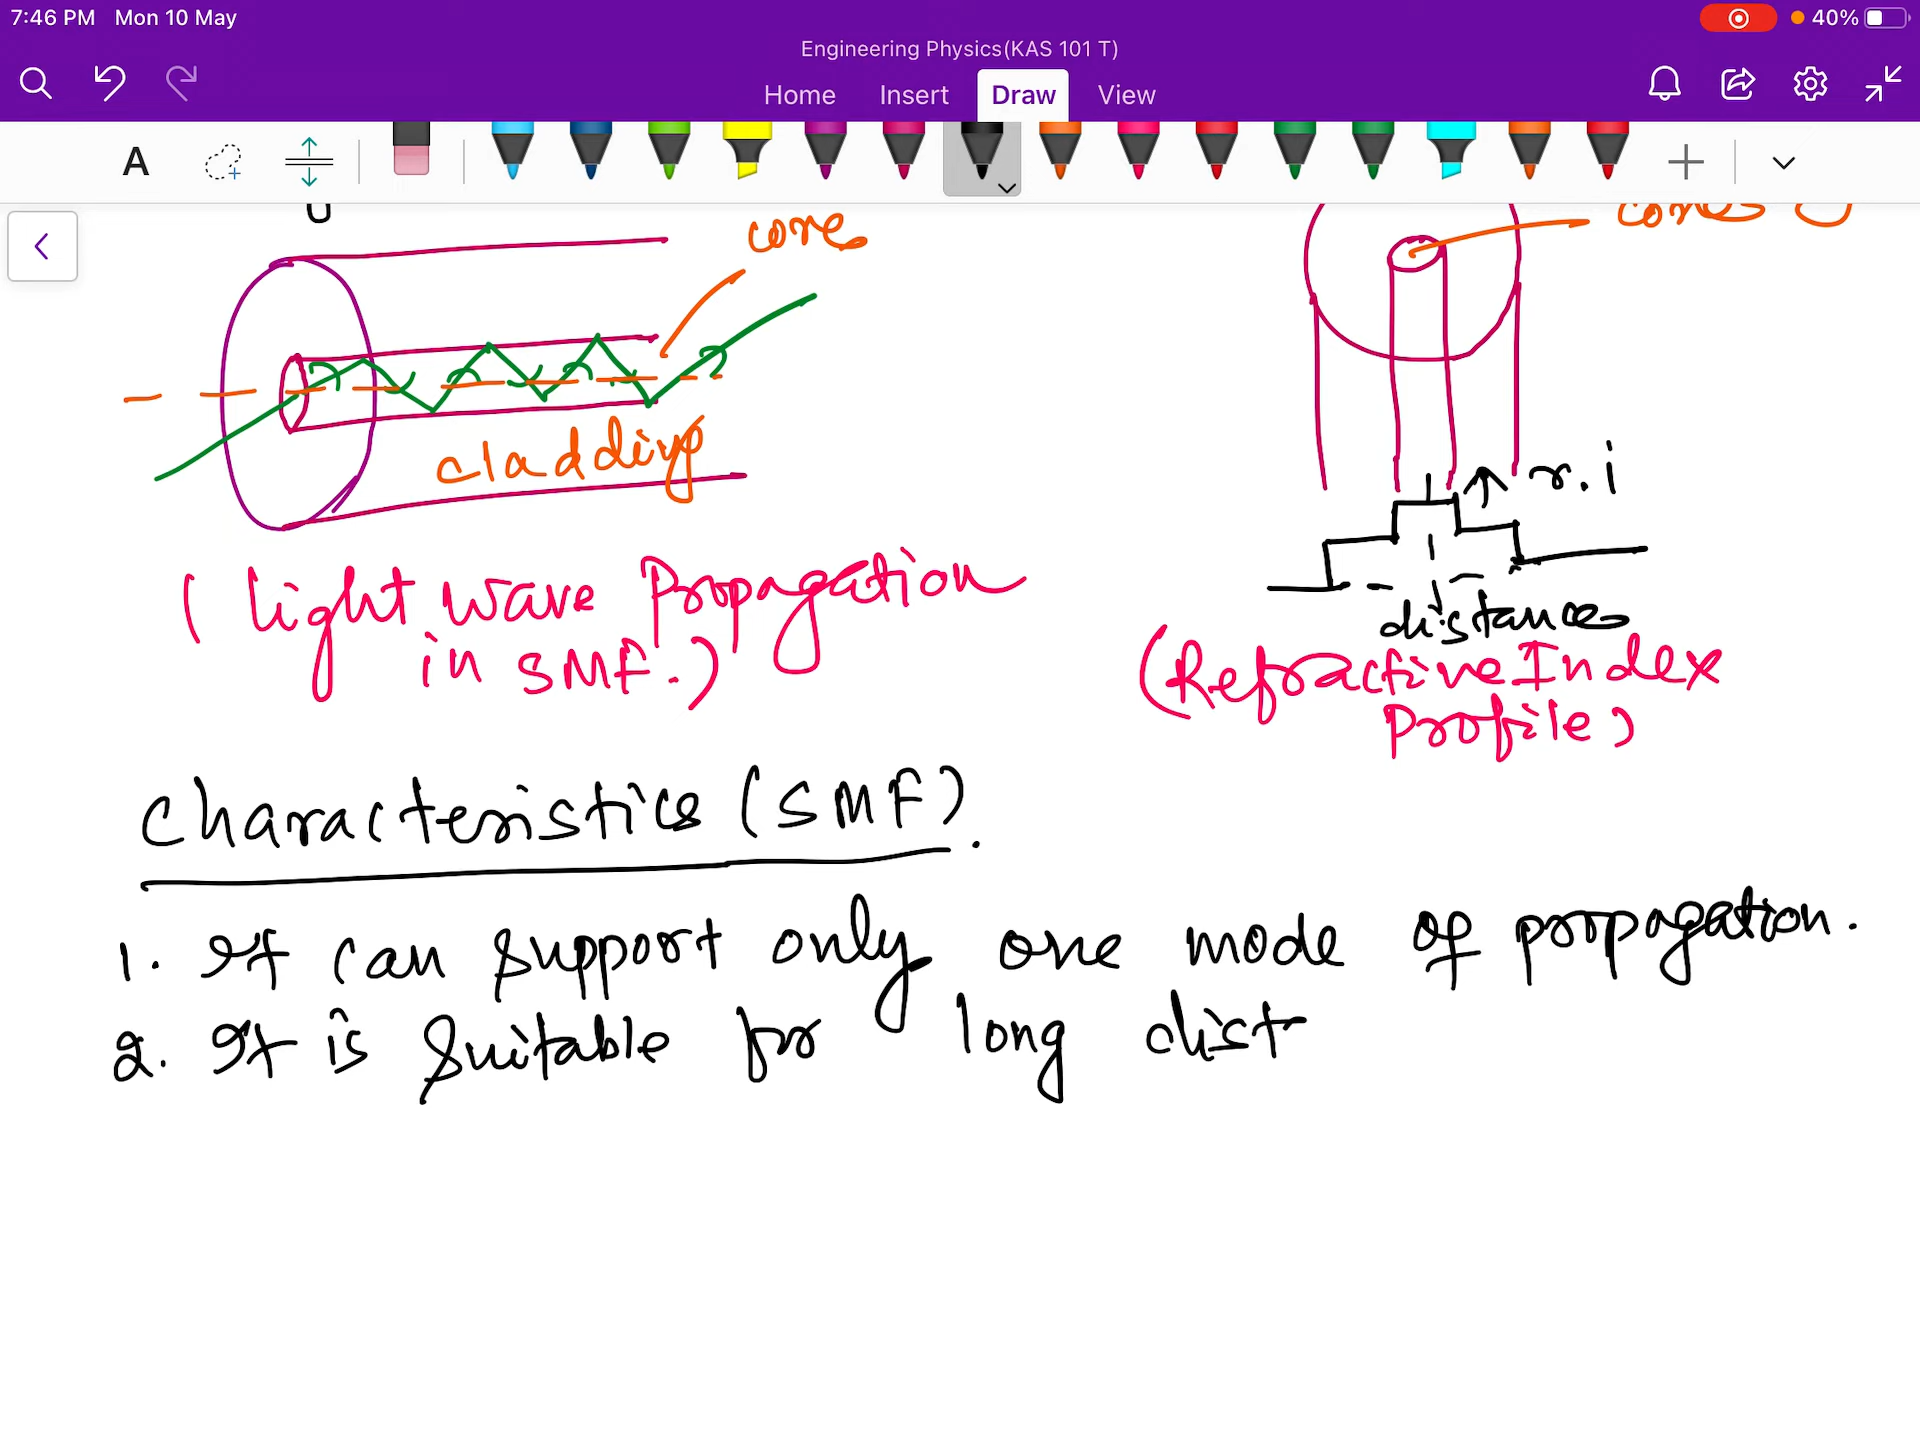 7:46 PM Mon 10 May
40%
Engineering Physics(KAS 101 T)
Home Insert Draw View
A
core
cladding
r.i
distance
( light wave Propagation
in SMF.)
(Refractive Index
Profile)
Characteristics (SMF).
1. It can support only one mode of propagation.
2. It is suitable for long dist